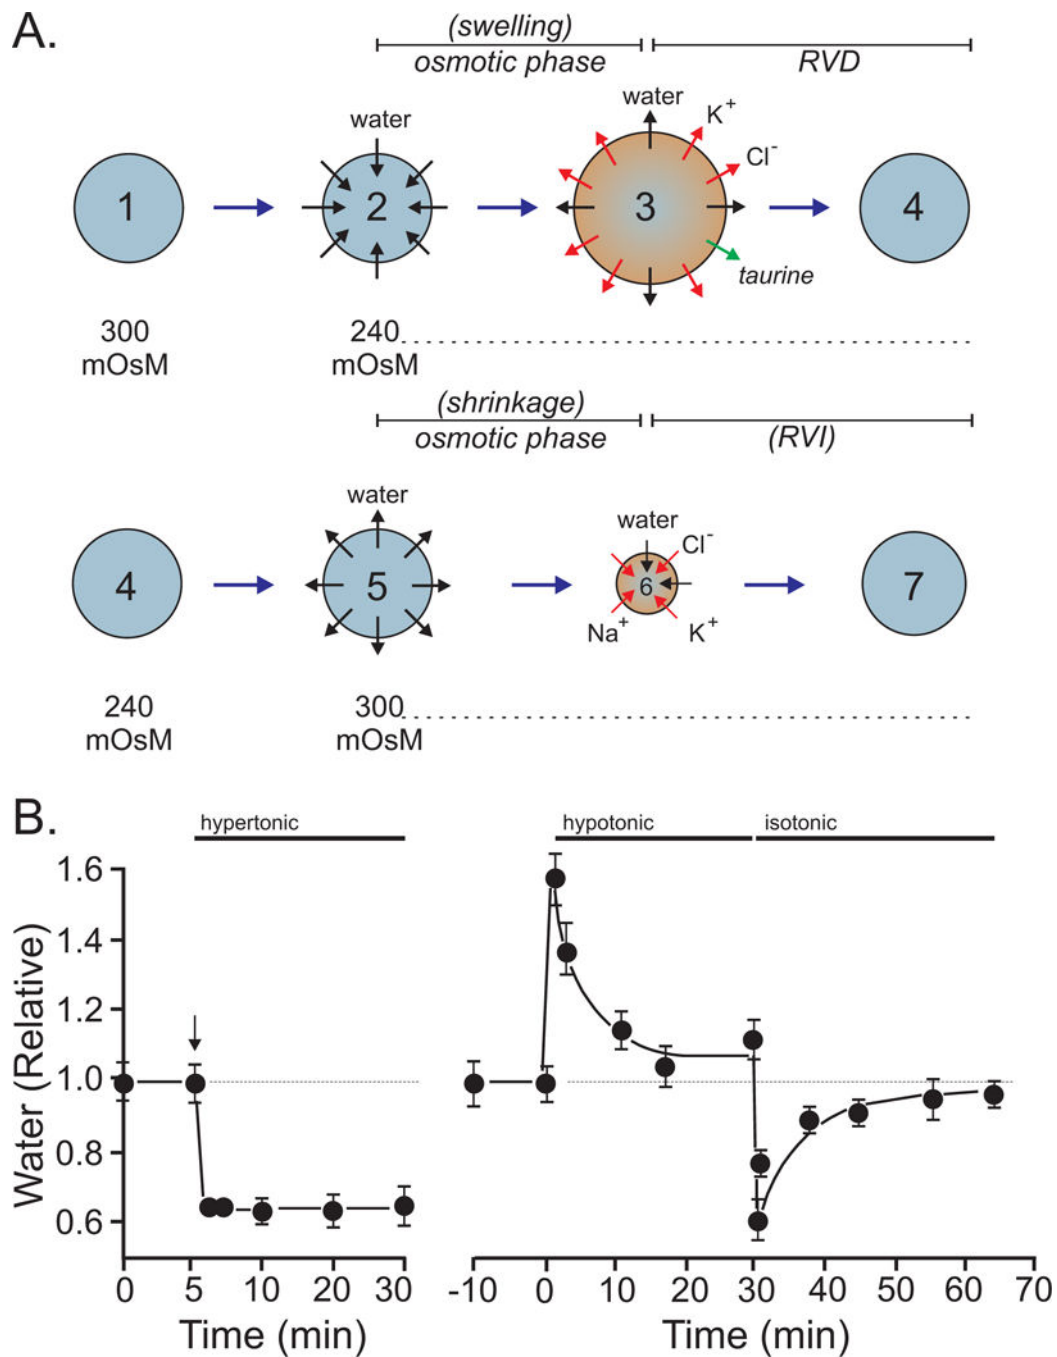 A.
(swelling)
osmotic phase
RVD
water
water
K+
Cl-
1
2
3
4
taurine
300
mOsM
240
mOsM
(shrinkage)
osmotic phase
(RVI)
water
water
Cl-
4
5
6
7
Na+
K+
240
mOsM
300
mOsM
B.
hypertonic
hypotonic
isotonic
Water (Relative)
1.6
1.4
1.2
1.0
0.8
0.6
0 5 10 20 30
-10 0 10 20 30 40 50 60 70
Time (min)
Time (min)